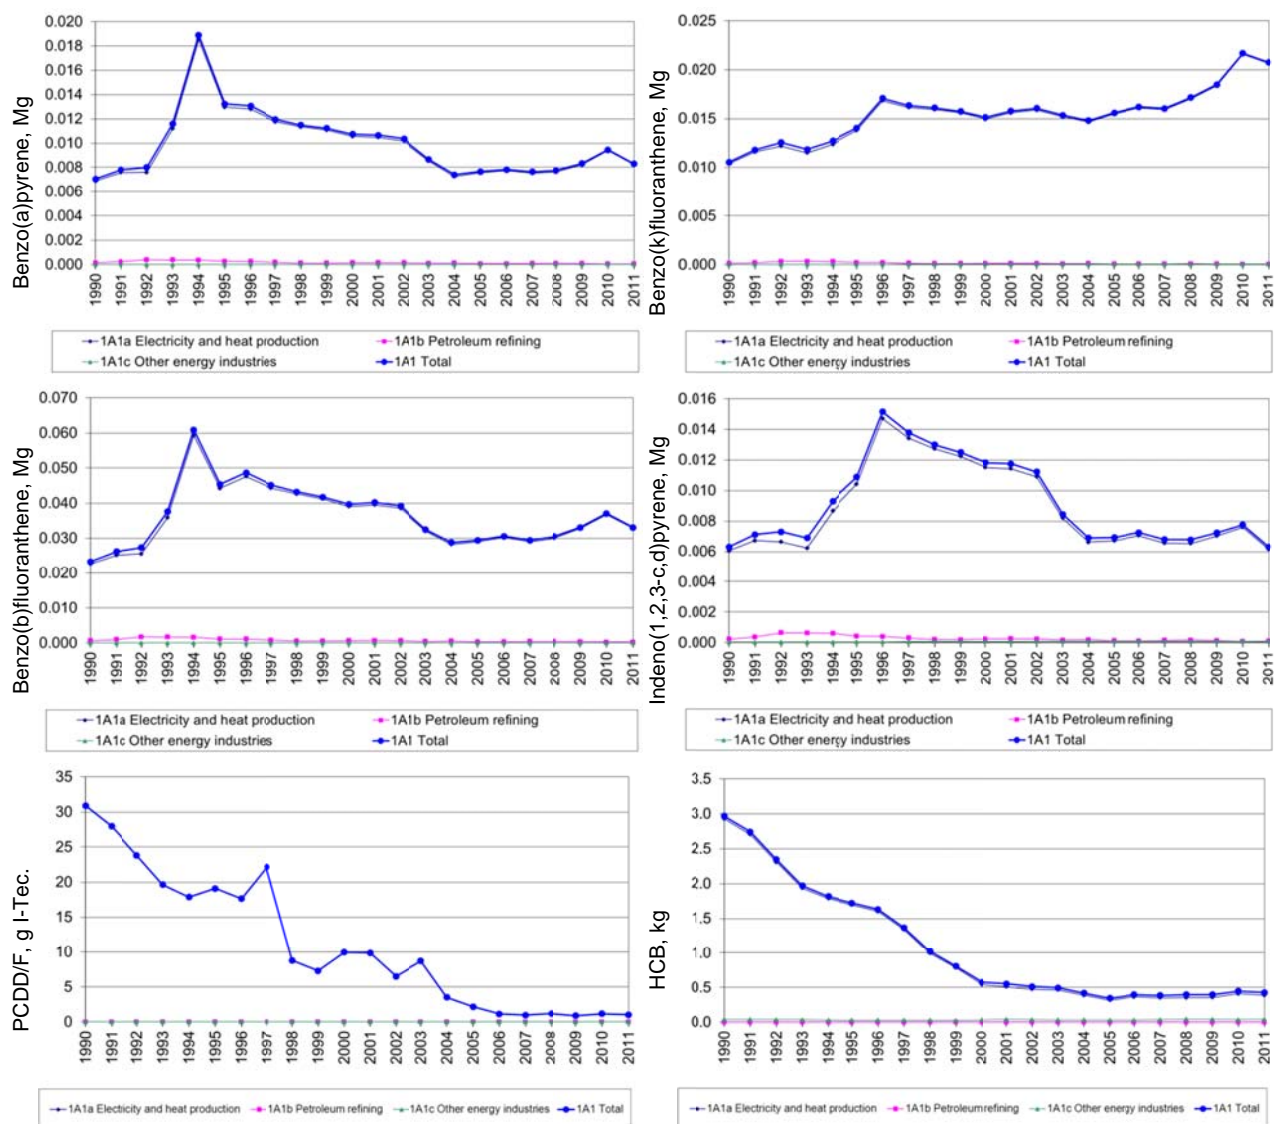 Benzo(a)pyrene, Mg
0.020
0.018
0.016
0.014
0.012
0.010
0.008
0.006
0.004
0.002
0.000
1990 1991 1992 1993 1994 1995 1996 1997 1998 1999 2000 2001 2002 2003 2004 2005 2006 2007 2008 2009 2010 2011
1A1a Electricity and heat production 1A1b Petroleum refining
1A1c Other energy industries 1A1 Total
Benzo(k)fluoranthene, Mg
0.025
0.020
0.015
0.010
0.005
0.000
1990 1991 1992 1993 1994 1995 1996 1997 1998 1999 2000 2001 2002 2003 2004 2005 2006 2007 2008 2009 2010 2011
1A1a Electricity and heat production 1A1b Petroleum refining
1A1c Other energy industries 1A1 Total
Benzo(b)fluoranthene, Mg
0.070
0.060
0.050
0.040
0.030
0.020
0.010
0.000
1990 1991 1992 1993 1994 1995 1996 1997 1998 1999 2000 2001 2002 2003 2004 2005 2006 2007 2008 2009 2010 2011
1A1a Electricity and heat production 1A1b Petroleum refining
1A1c Other energy industries 1A1 Total
Indeno(1,2,3-c,d)pyrene, Mg
0.016
0.014
0.012
0.010
0.008
0.006
0.004
0.002
0.000
1990 1991 1992 1993 1994 1995 1996 1997 1998 1999 2000 2001 2002 2003 2004 2005 2006 2007 2008 2009 2010 2011
1A1a Electricity and heat production 1A1b Petroleum refining
1A1c Other energy industries 1A1 Total
PCDD/F, g I-Tec.
35
30
25
20
15
10
5
0
1990 1991 1992 1993 1994 1995 1996 1997 1998 1999 2000 2001 2002 2003 2004 2005 2006 2007 2008 2009 2010 2011
1A1a Electricity and heat production 1A1b Petroleum refining 1A1c Other energy industries 1A1 Total
HCB, kg
3.5
3.0
2.5
2.0
1.5
1.0
0.5
0.0
1990 1991 1992 1993 1994 1995 1996 1997 1998 1999 2000 2001 2002 2003 2004 2005 2006 2007 2008 2009 2010 2011
1A1a Electricity and heat production 1A1b Petroleum refining 1A1c Other energy industries 1A1 Total